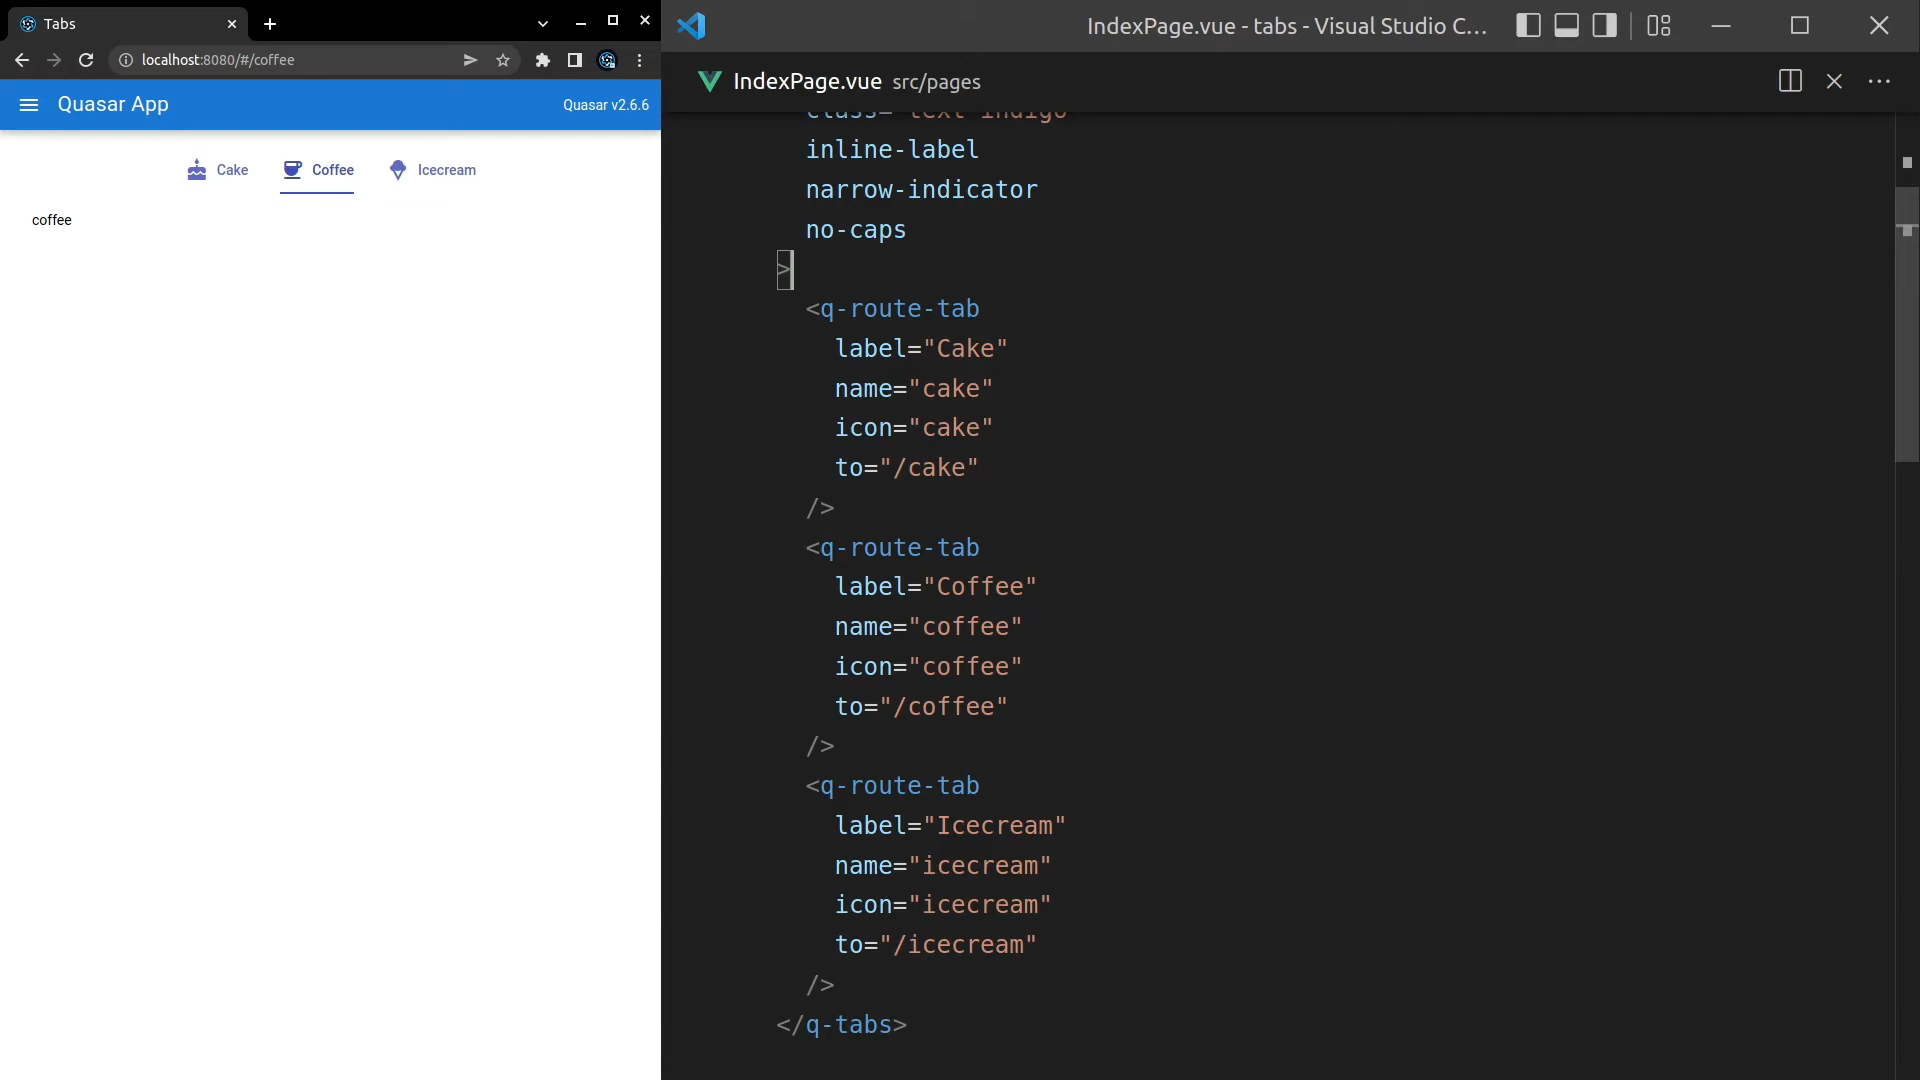 Tabs
localhost:8080/#/coffee
Quasar App
Quasar v2.6.6
Cake
Coffee
Icecream
coffee
IndexPage.vue - tabs - Visual Studio C...
IndexPage.vue src/pages
class="text-indigo
inline-label
narrow-indicator
no-caps
>
<q-route-tab
label="Cake"
name="cake"
icon="cake"
to="/cake"
/>
<q-route-tab
label="Coffee"
name="coffee"
icon="coffee"
to="/coffee"
/>
<q-route-tab
label="Icecream"
name="icecream"
icon="icecream"
to="/icecream"
/>
</q-tabs>